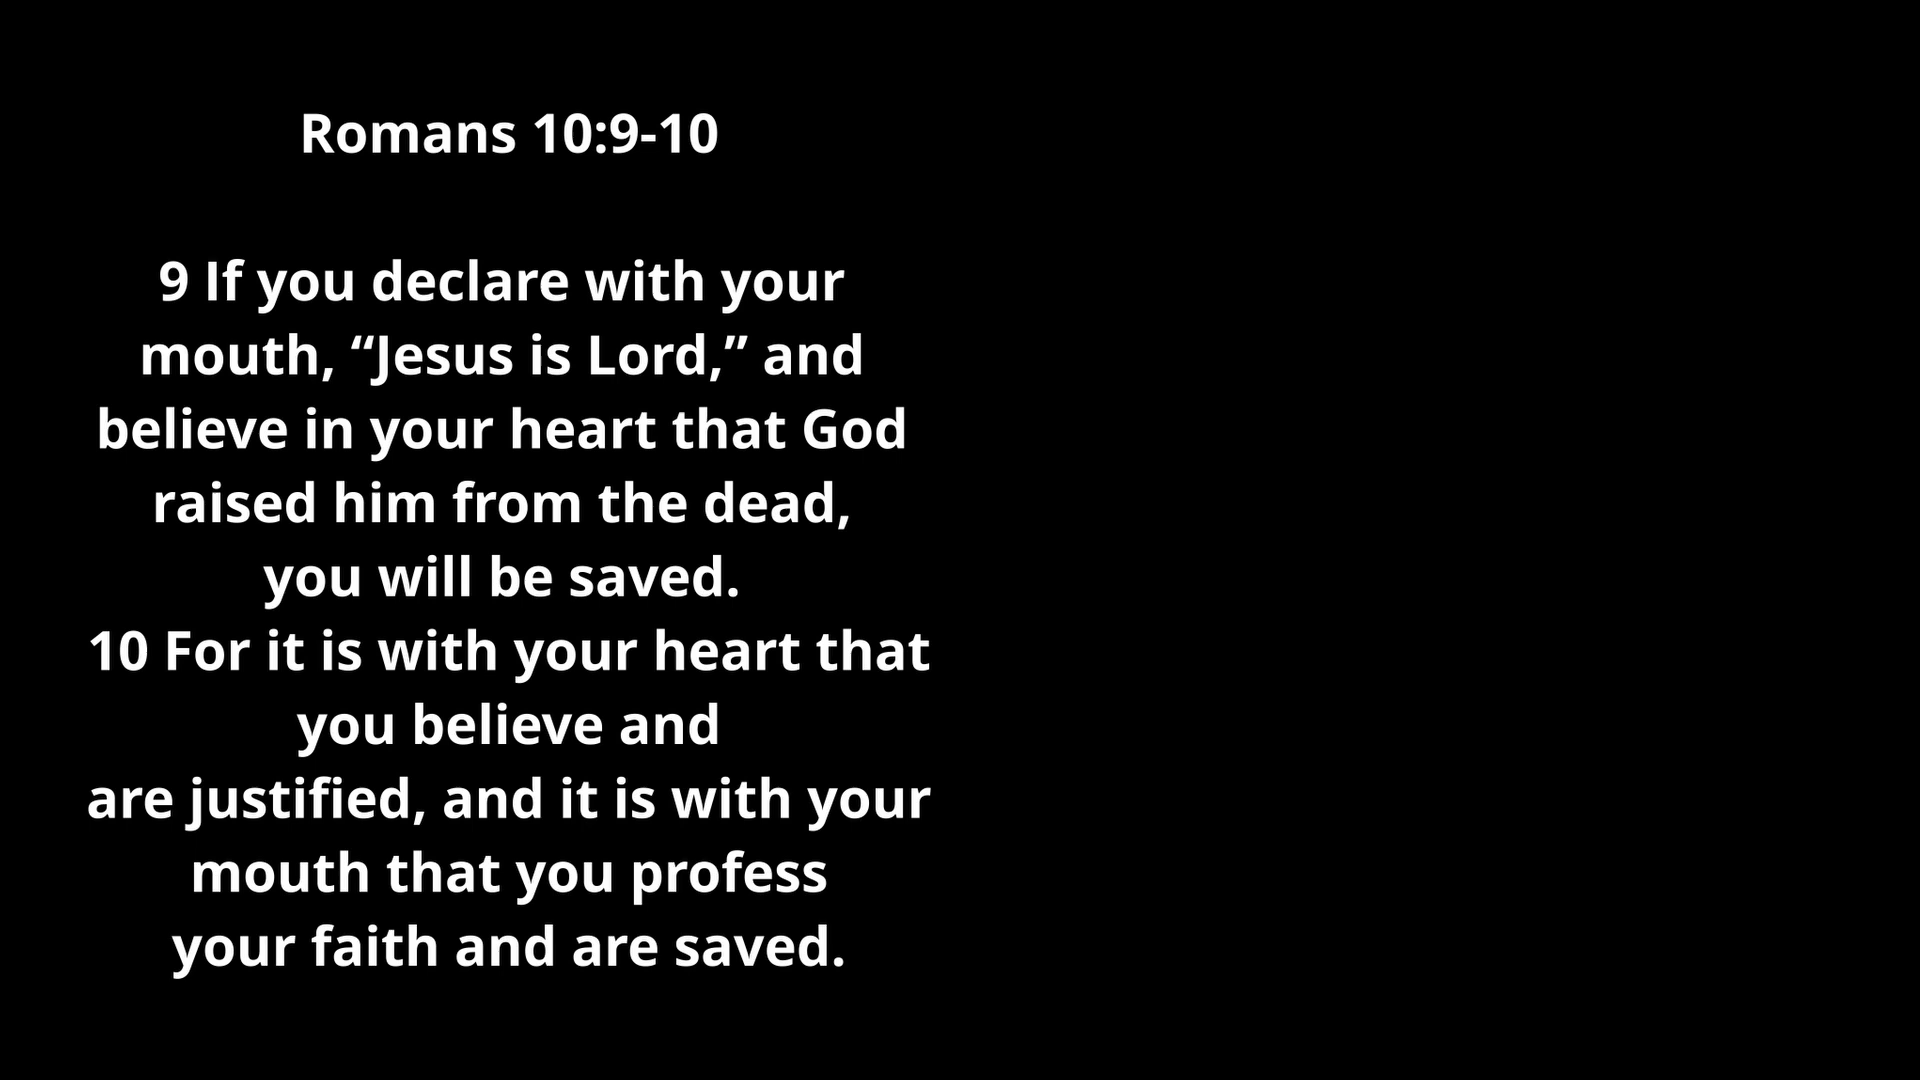 Romans 10:9-10
9 If you declare with your
mouth, “Jesus is Lord,” and
believe in your heart that God
raised him from the dead,
you will be saved.
10 For it is with your heart that
you believe and
are justified, and it is with your
mouth that you profess
your faith and are saved.